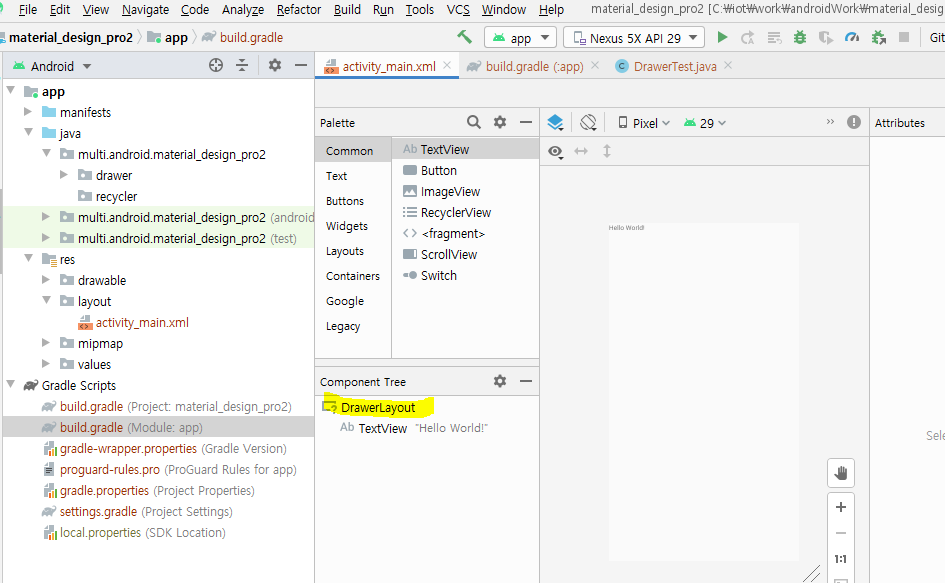 File Edit View Navigate Code Analyze Refactor Build Run Tools VCS Window Help material_design_pro2 [C:₩iot₩work₩androidWork₩material_desig
material_design_pro2 app build.gradle app Nexus 5X API 29 Git
Android
activity_main.xml build.gradle (:app) DrawerTest.java
app
manifests
java
multi.android.material_design_pro2
drawer
recycler
multi.android.material_design_pro2 (android
multi.android.material_design_pro2 (test)
res
drawable
layout
activity_main.xml
mipmap
values
Gradle Scripts
build.gradle (Project: material_design_pro2)
build.gradle (Module: app)
gradle-wrapper.properties (Gradle Version)
proguard-rules.pro (ProGuard Rules for app)
gradle.properties (Project Properties)
settings.gradle (Project Settings)
local.properties (SDK Location)
Palette
Common
Text
Buttons
Widgets
Layouts
Containers
Google
Legacy
Ab TextView
Button
ImageView
RecyclerView
<fragment>
ScrollView
Switch
Component Tree
DrawerLayout
Ab TextView "Hello World!"
Pixel 29
Attributes
Hello World!
Sele
1:1